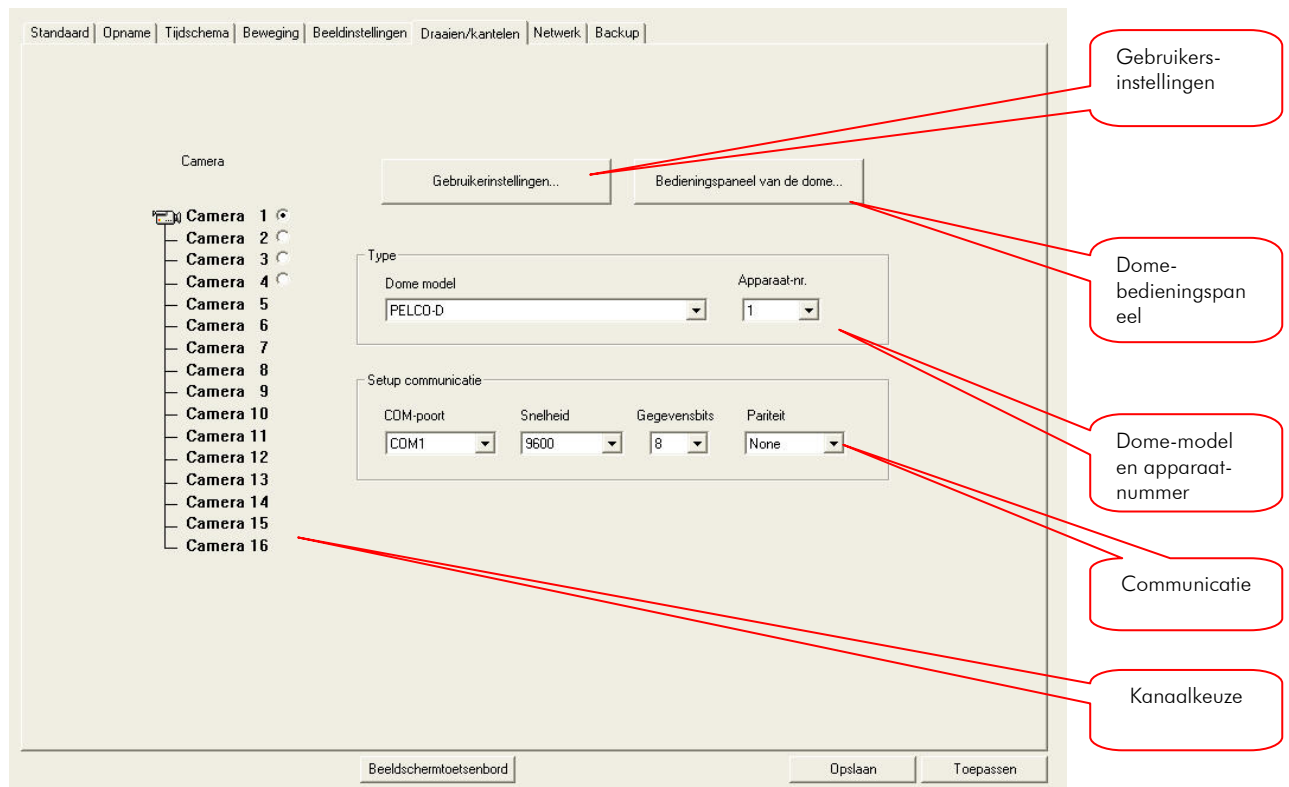 Standaard Opname Tijdschema Beweging Beeldinstellingen Draaien/kantelen Netwerk Backup
Gebruikers-
instellingen
Camera
Gebruikerinstellingen...
Bedieningspaneel van de dome...
Camera 1
Camera 2
Camera 3
Camera 4
Camera 5
Camera 6
Camera 7
Camera 8
Camera 9
Camera 10
Camera 11
Camera 12
Camera 13
Camera 14
Camera 15
Camera 16
Type
Dome model
Apparaat-nr.
PELCO-D
1
Dome-
bedieningspan
eel
Setup communicatie
COM-poort Snelheid Gegevensbits Pariteit
COM1 9600 8 None
Dome-model
en apparaat-
nummer
Communicatie
Kanaalkeuze
Beeldschermtoetsenbord
Opslaan
Toepassen